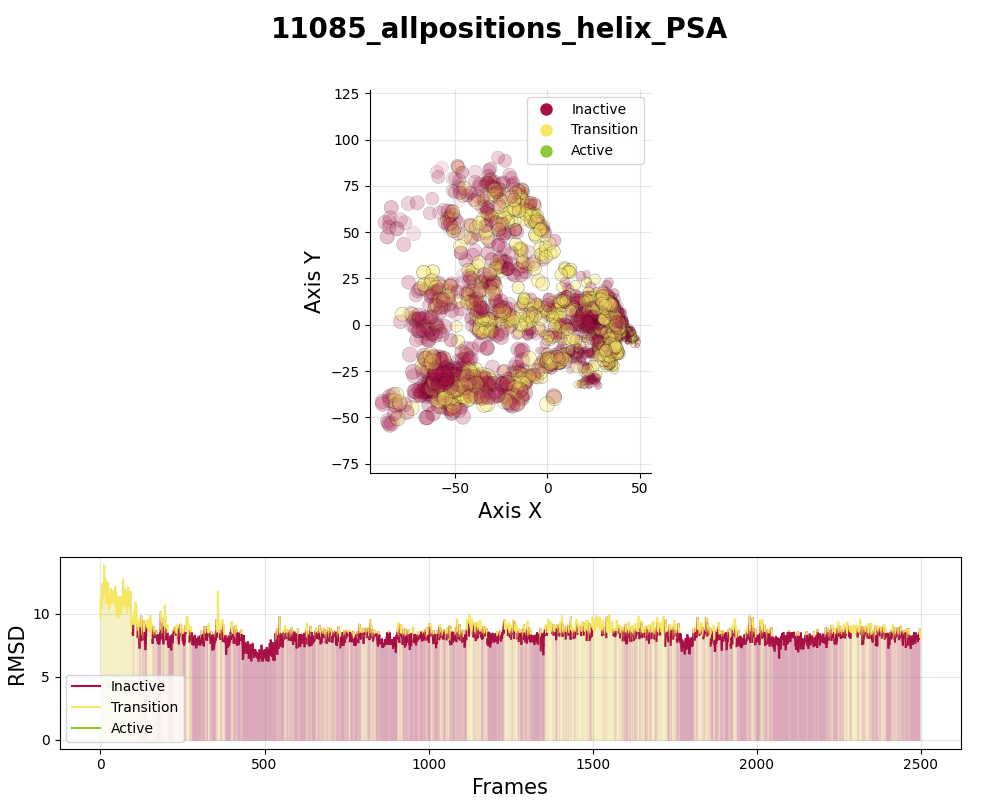 11085_allpositions_helix_PSA
125
100
75
50
25
0
−25
−50
−75
Axis Y
Inactive
Transition
Active
−50
0
50
Axis X
10
5
0
RMSD
Inactive
Transition
Active
0
500
1000
1500
2000
2500
Frames